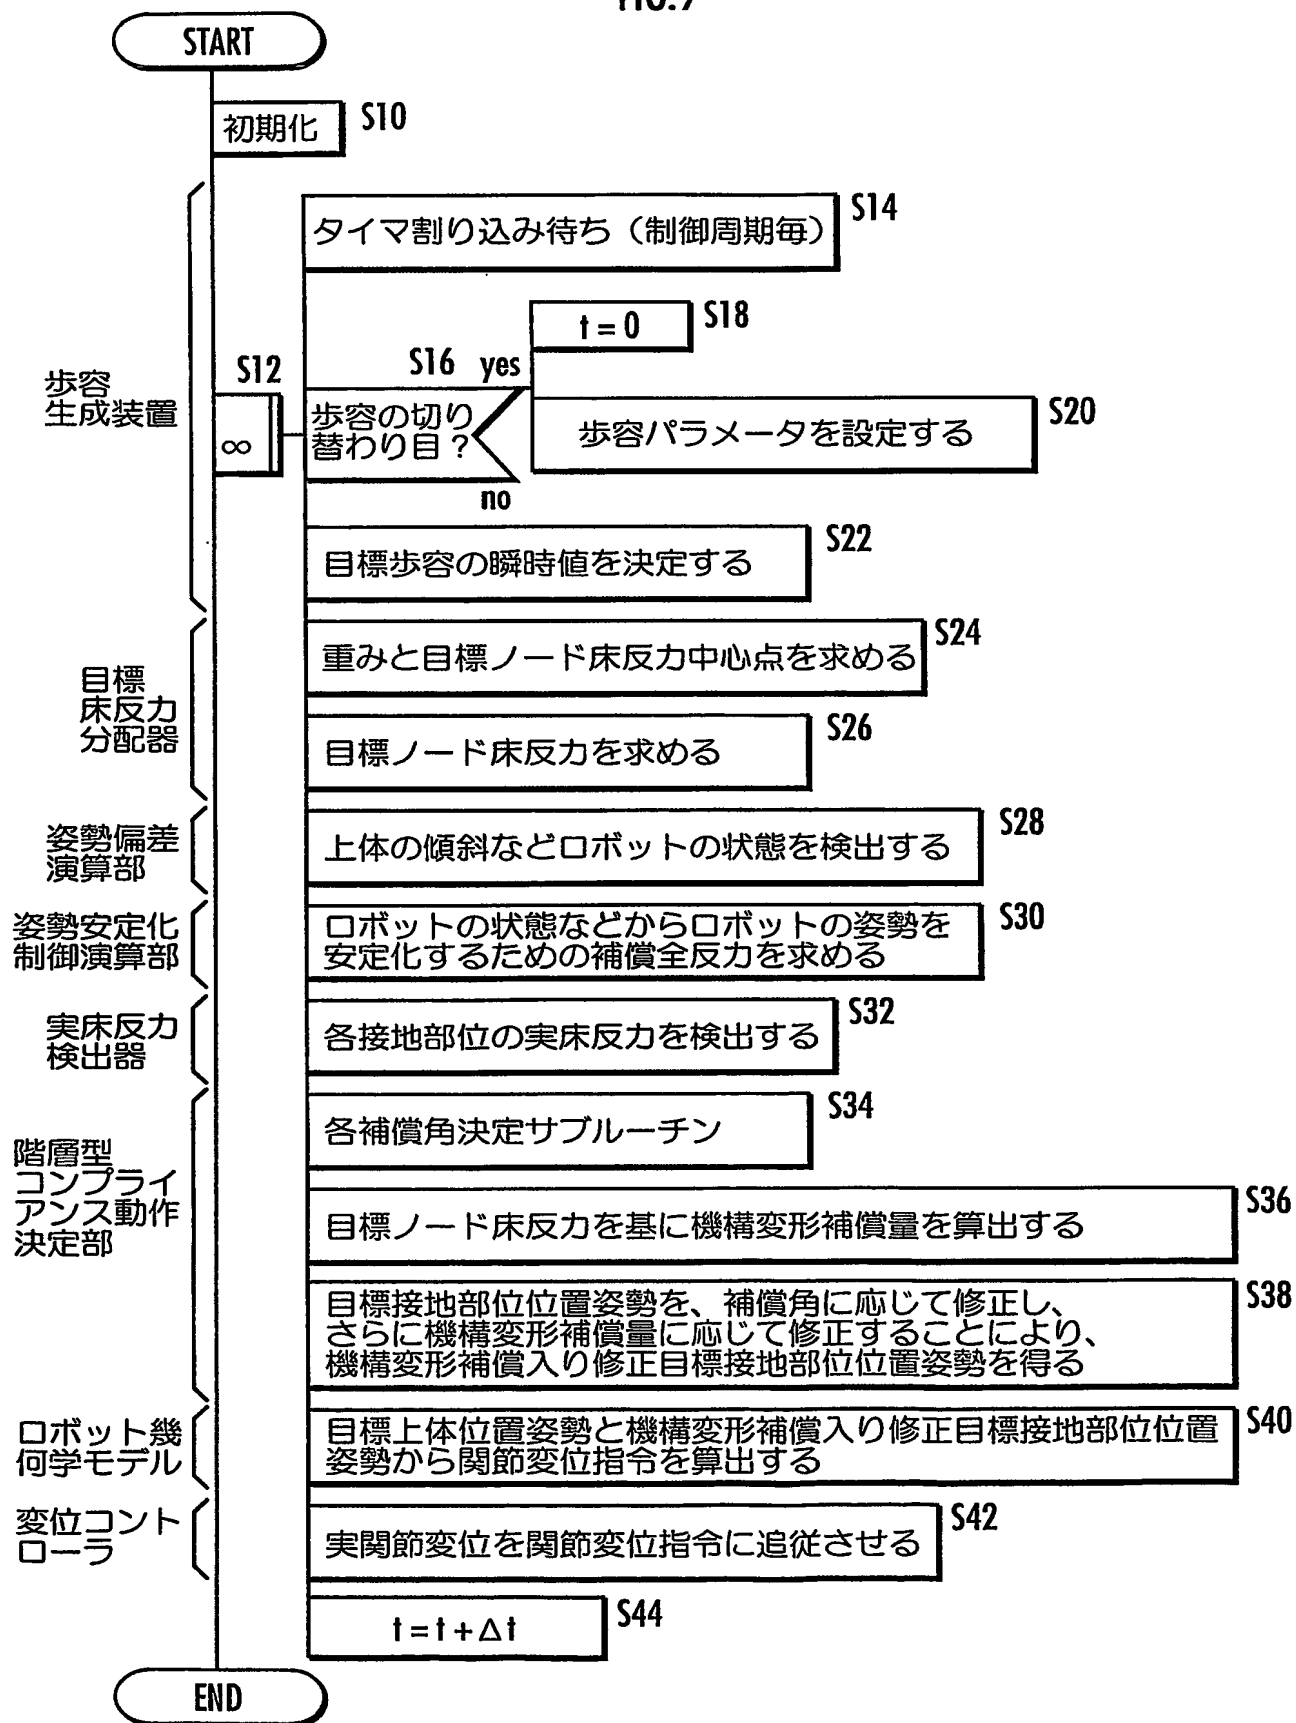 FIG.7
START
初期化
S10
タイマ割り込み待ち（制御周期毎）
S14
t = 0
S18
S16
yes
S12
歩容
生成装置
∞
歩容の切り
替わり目？
歩容パラメータを設定する
S20
no
目標歩容の瞬時値を決定する
S22
目標
床反力
分配器
重みと目標ノード床反力中心点を求める
S24
目標ノード床反力を求める
S26
姿勢偏差
演算部
上体の傾斜などロボットの状態を検出する
S28
姿勢安定化
制御演算部
ロボットの状態などからロボットの姿勢を
安定化するための補償全反力を求める
S30
実床反力
検出器
各接地部位の実床反力を検出する
S32
階層型
コンプライ
アンス動作
決定部
各補償角決定サブルーチン
S34
目標ノード床反力を基に機構変形補償量を算出する
S36
目標接地部位位置姿勢を、補償角に応じて修正し、
さらに機構変形補償量に応じて修正することにより、
機構変形補償入り修正目標接地部位位置姿勢を得る
S38
ロボット幾
何学モデル
目標上体位置姿勢と機構変形補償入り修正目標接地部位位置
姿勢から関節変位指令を算出する
S40
変位コント
ローラ
実関節変位を関節変位指令に追従させる
S42
t = t + Δt
S44
END